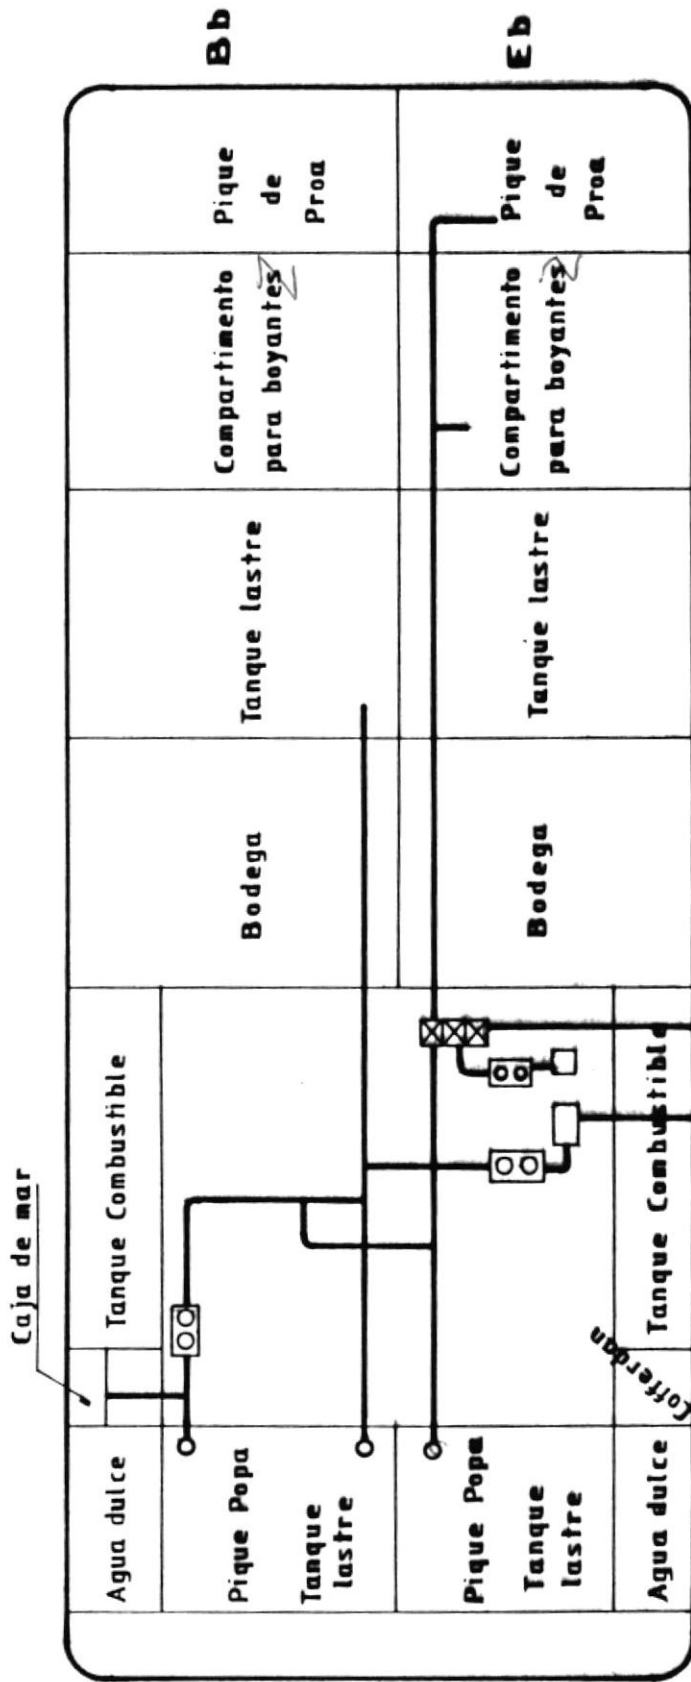 Bb
Eb
Pique
de
Proa
Pique
de
Proa
Compartimento
para boyantes
Compartimento
para boyantes
Tanque lastre
Tanque lastre
Bodega
Bodega
Caja de mar
Tanque Combustible
Tanque Combustible
Cofferdan
Agua dulce
Pique Popa
Tanque
lastre
Pique Popa
Tanque
lastre
Agua dulce